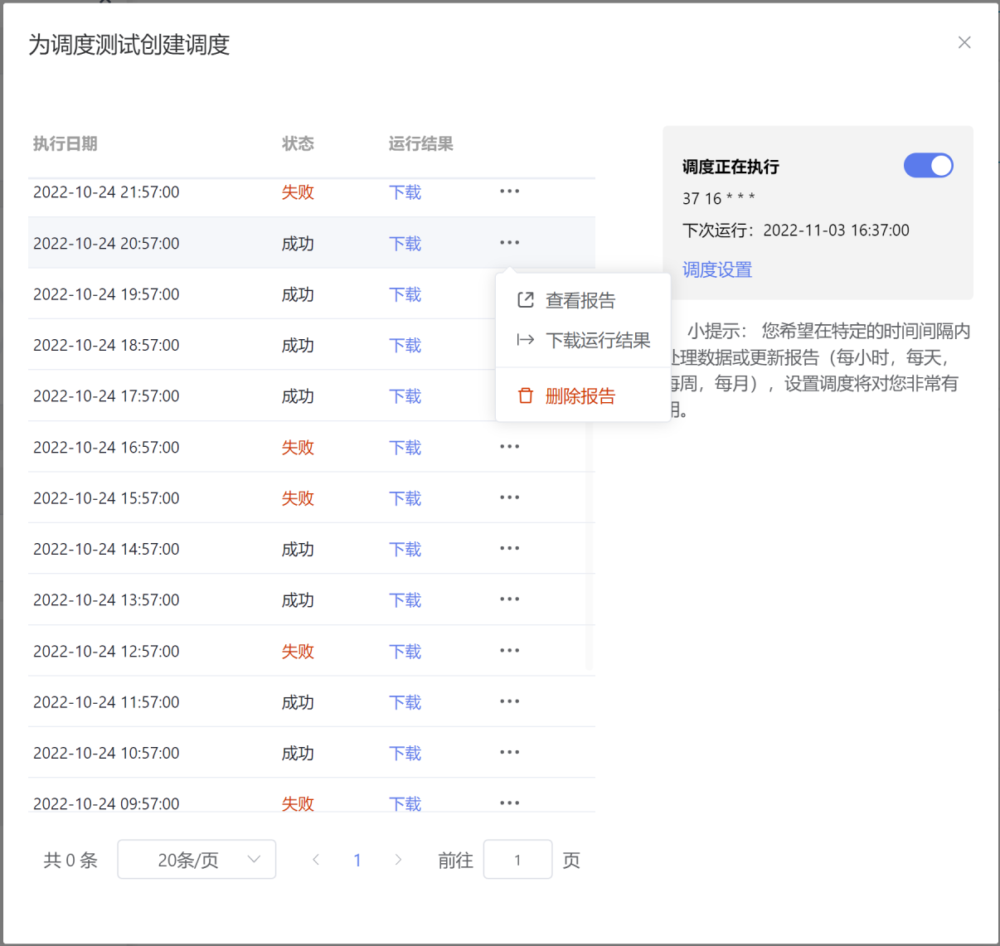 为调度测试创建调度
执行日期 状态 运行结果
2022-10-24 21:57:00 失败 下载
2022-10-24 20:57:00 成功 下载
2022-10-24 19:57:00 成功 下载
2022-10-24 18:57:00 成功 下载
2022-10-24 17:57:00 成功 下载
2022-10-24 16:57:00 失败 下载
2022-10-24 15:57:00 失败 下载
2022-10-24 14:57:00 成功 下载
2022-10-24 13:57:00 成功 下载
2022-10-24 12:57:00 失败 下载
2022-10-24 11:57:00 成功 下载
2022-10-24 10:57:00 成功 下载
2022-10-24 09:57:00 失败 下载
查看报告
下载运行结果
删除报告
调度正在执行
37 16 * * *
下次运行：2022-11-03 16:37:00
调度设置
小提示： 您希望在特定的时间间隔内
处理数据或更新报告（每小时，每天，
每周，每月），设置调度将对您非常有
用。
共 0 条 20条/页 1 前往 1 页